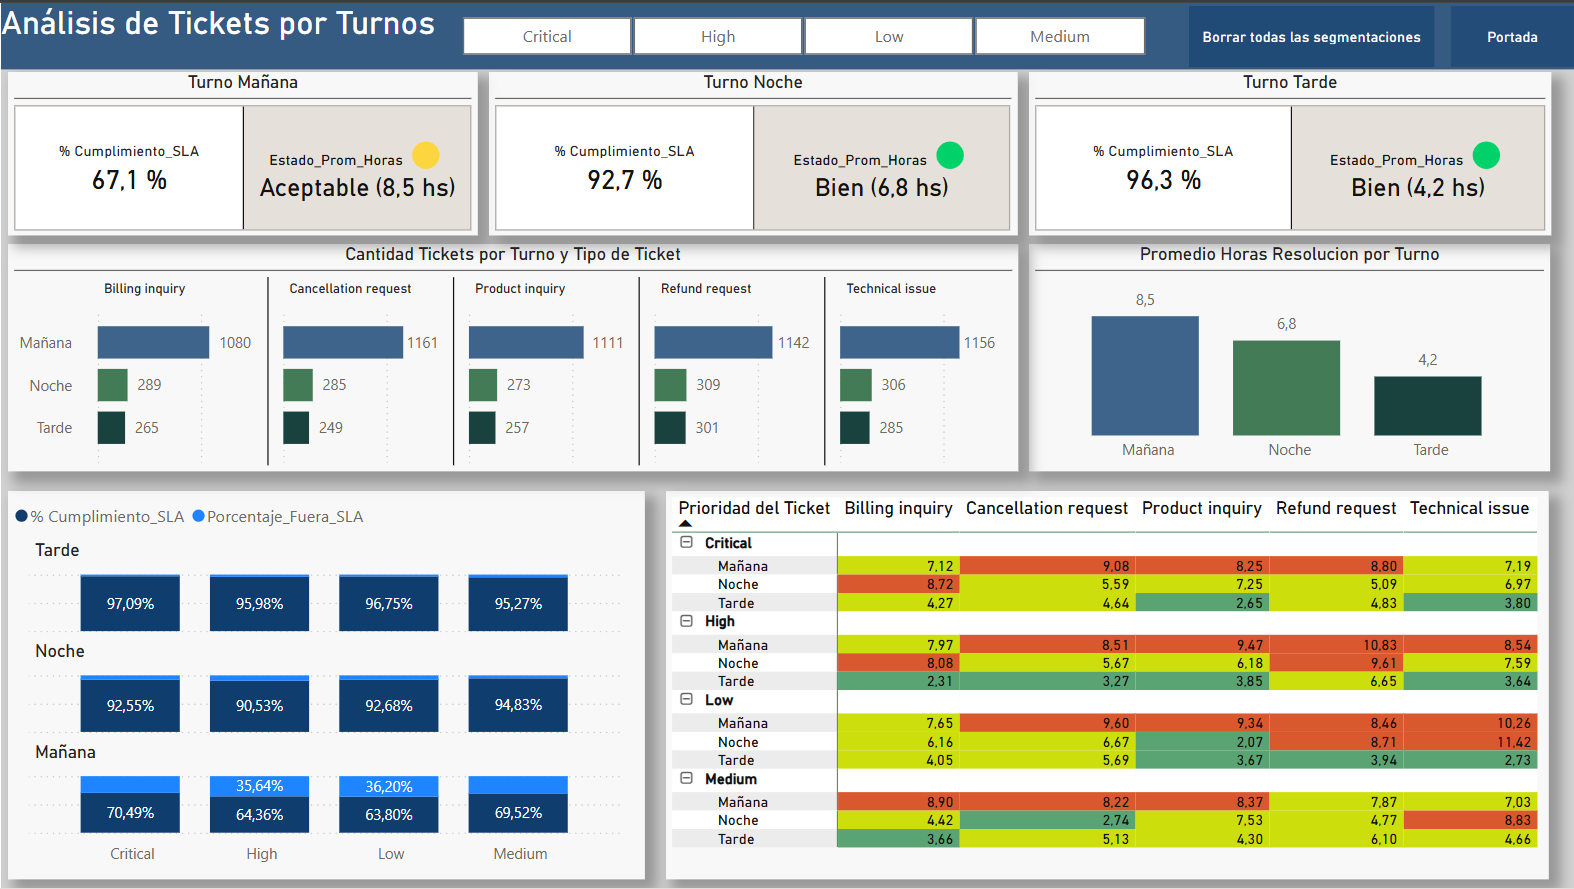 Análisis de Tickets por Turnos
Critical
High
Low
Medium
Borrar todas las segmentaciones
Portada
Turno Mañana
% Cumplimiento_SLA
67,1 %
Estado_Prom_Horas
Aceptable (8,5 hs)
Turno Noche
% Cumplimiento_SLA
92,7 %
Estado_Prom_Horas
Bien (6,8 hs)
Turno Tarde
% Cumplimiento_SLA
96,3 %
Estado_Prom_Horas
Bien (4,2 hs)
Cantidad Tickets por Turno y Tipo de Ticket
Billing inquiry Cancellation request Product inquiry Refund request Technical issue
Mañana 1080 1161 1111 1142 1156
Noche 289 285 273 309 306
Tarde 265 249 257 301 285
Promedio Horas Resolucion por Turno
8,5
6,8
4,2
Mañana Noche Tarde
% Cumplimiento_SLA Porcentaje_Fuera_SLA
Tarde
97,09% 95,98% 96,75% 95,27%
Noche
92,55% 90,53% 92,68% 94,83%
Mañana
35,64% 36,20%
70,49% 64,36% 63,80% 69,52%
Critical High Low Medium
Prioridad del Ticket Billing inquiry Cancellation request Product inquiry Refund request Technical issue
Critical
Mañana 7,12 9,08 8,25 8,80 7,19
Noche 8,72 5,59 7,25 5,09 6,97
Tarde 4,27 4,64 2,65 4,83 3,80
High
Mañana 7,97 8,51 9,47 10,83 8,54
Noche 8,08 5,67 6,18 9,61 7,59
Tarde 2,31 3,27 3,85 6,65 3,64
Low
Mañana 7,65 9,60 9,34 8,46 10,26
Noche 6,16 6,67 2,07 8,71 11,42
Tarde 4,05 5,69 3,67 3,94 2,73
Medium
Mañana 8,90 8,22 8,37 7,87 7,03
Noche 4,42 2,74 7,53 4,77 8,83
Tarde 3,66 5,13 4,30 6,10 4,66